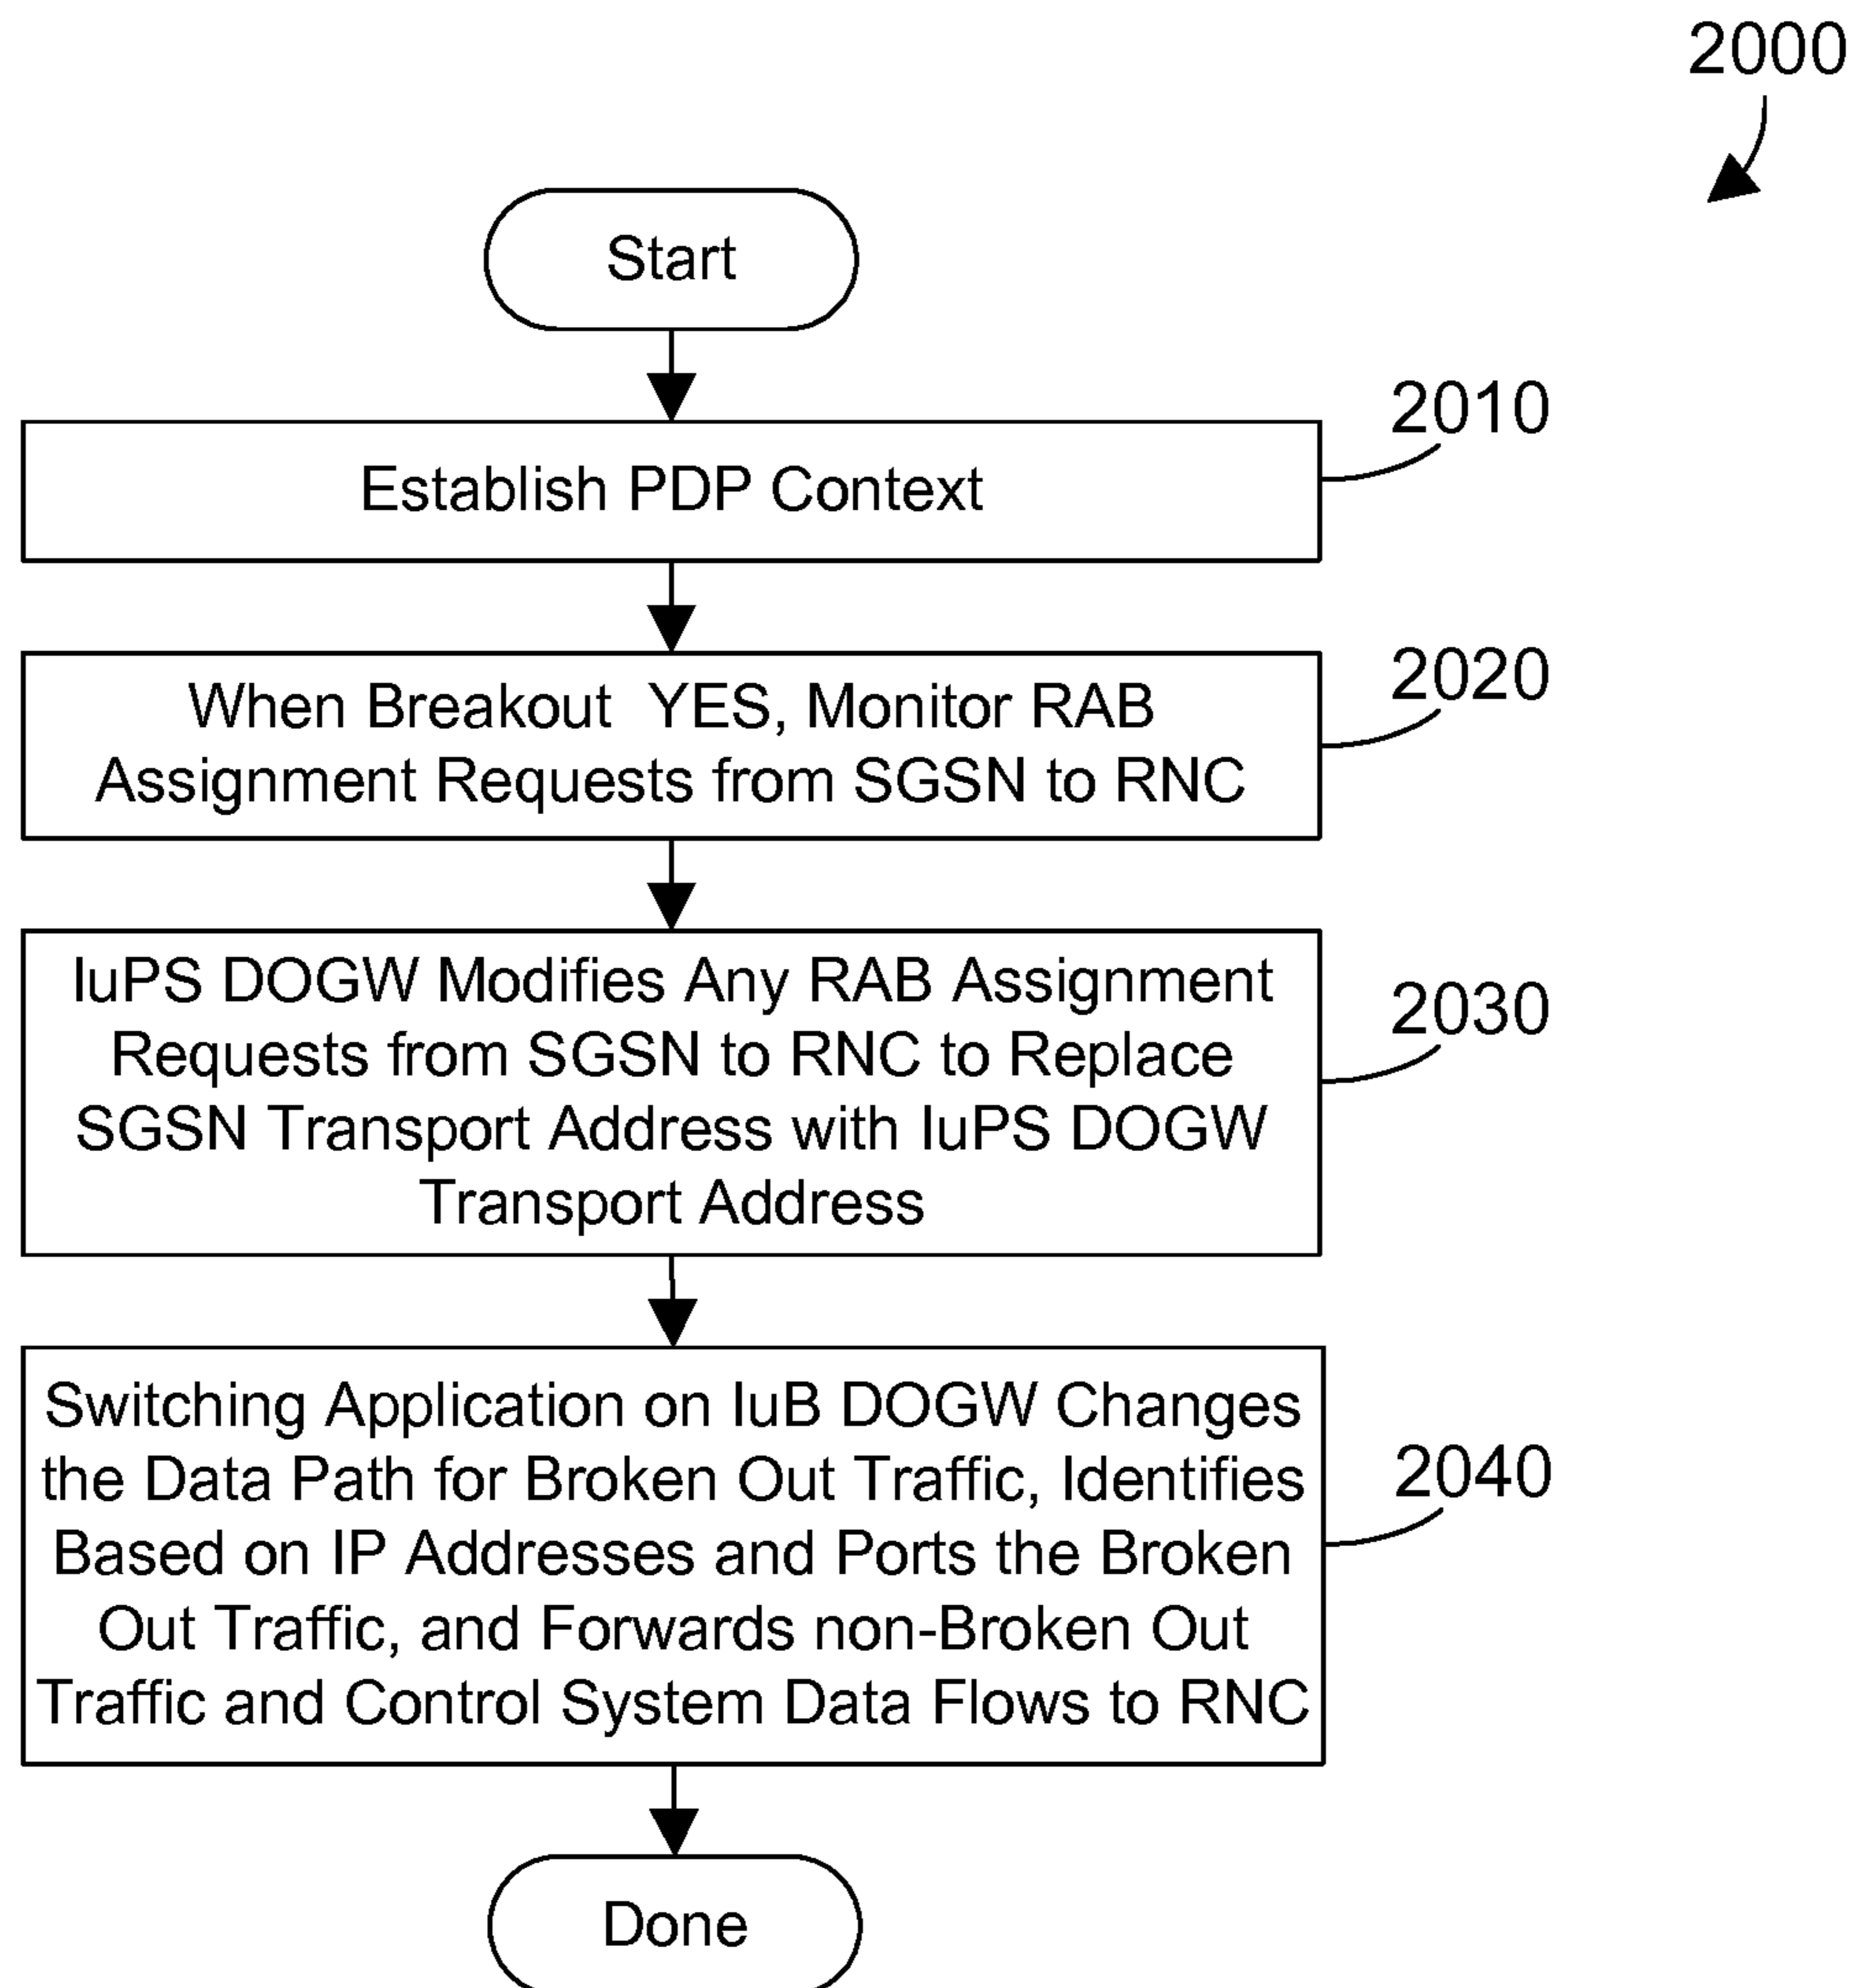 2000
Start
2010
Establish PDP Context
2020
When Breakout YES, Monitor RAB
Assignment Requests from SGSN to RNC
IuPS DOGW Modifies Any RAB Assignment
2030
Requests from SGSN to RNC to Replace
SGSN Transport Address with IuPS DOGW
Transport Address
Switching Application on IuB DOGW Changes
the Data Path for Broken Out Traffic, Identifies
2040
Based on IP Addresses and Ports the Broken
Out Traffic, and Forwards non-Broken Out
Traffic and Control System Data Flows to RNC
Done